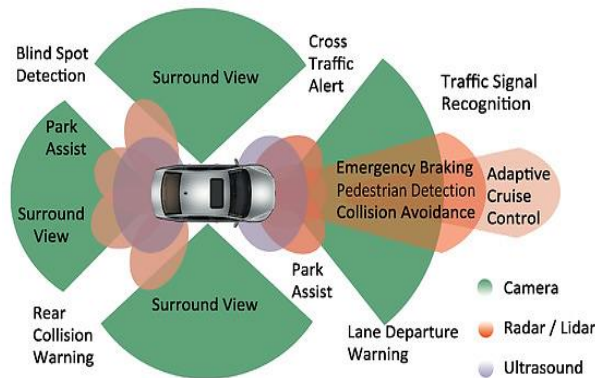 Blind Spot
Detection
Surround View
Cross
Traffic
Alert
Traffic Signal
Recognition
Park
Assist
Surround
View
Emergency Braking
Pedestrian Detection
Collision Avoidance
Adaptive
Cruise
Control
Rear
Collision
Warning
Surround View
Park
Assist
Lane Departure
Warning
Camera
Radar / Lidar
Ultrasound